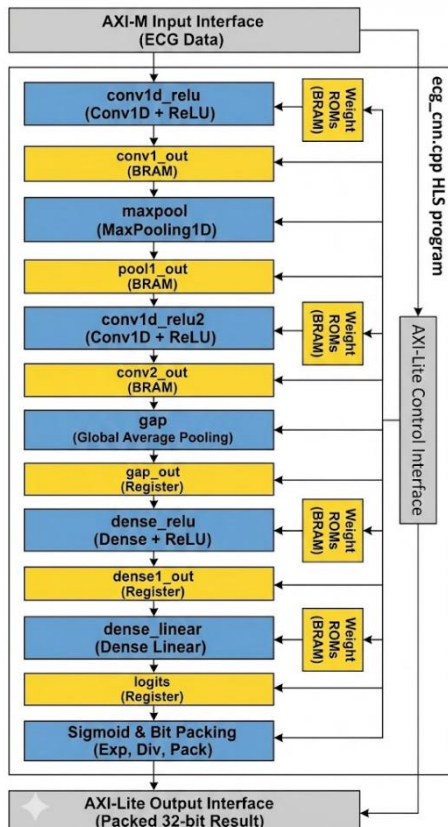 AXI-M Input Interface
(ECG Data)
conv1d_relu
(Conv1D + ReLU)
Weight
ROMs
(BRAM)
ecg_cnn.cpp HLS program
conv1_out
(BRAM)
maxpool
(MaxPooling1D)
pool1_out
(BRAM)
conv1d_relu2
(Conv1D + ReLU)
Weight
ROMs
(BRAM)
conv2_out
(BRAM)
gap
(Global Average Pooling)
AXI-Lite Control Interface
gap_out
(Register)
dense_relu
(Dense + ReLU)
Weight
ROMs
(BRAM)
dense1_out
(Register)
dense_linear
(Dense Linear)
Weight
ROMs
(BRAM)
logits
(Register)
Sigmoid & Bit Packing
(Exp, Div, Pack)
AXI-Lite Output Interface
(Packed 32-bit Result)